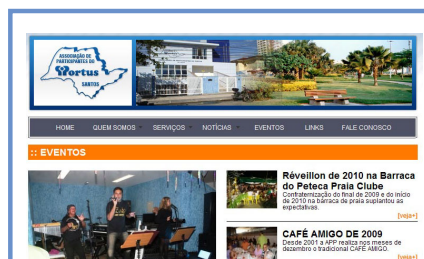 ASSOCIAÇÃO DE
PARTICIPANTES DO
Portus
SANTOS
HOME QUEM SOMOS SERVIÇOS NOTÍCIAS EVENTOS LINKS FALE CONOSCO
:: EVENTOS
Réveillon de 2010 na Barraca
do Peteca Praia Clube
Confraternização do final de 2009 e do início
de 2010 na barraca de praia suplantou as
expectativas.
[veja+]
CAFÉ AMIGO DE 2009
Desde 2001 a APP realiza nos meses de
dezembro o tradicional CAFÉ AMIGO.
[veja+]